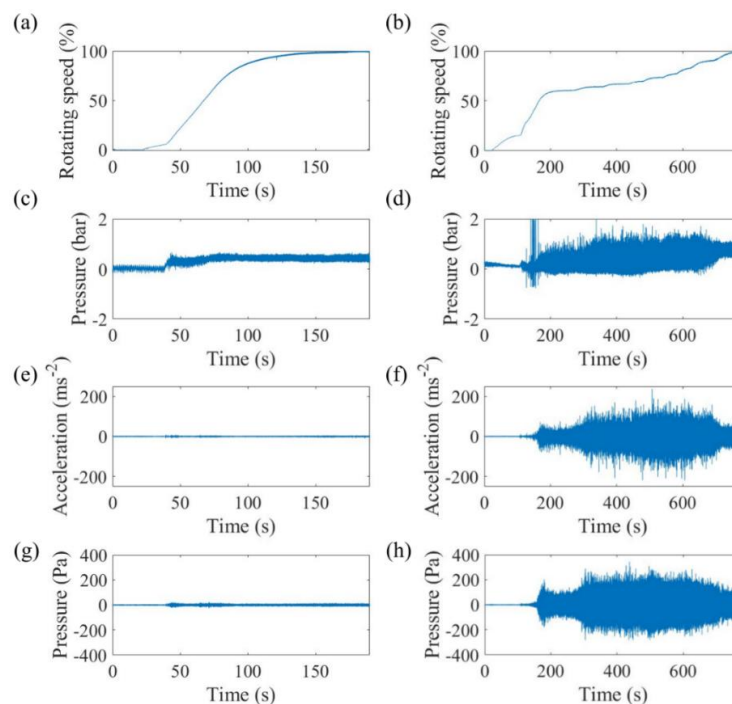 (a) (b)
Rotating speed (%) 100 50 0 Rotating speed (%) 100 50 0
0 50 100 150 0 200 400 600
Time (s) Time (s)
(c) (d)
Pressure (bar) 2 0 -2 Pressure (bar) 2 0 -2
0 50 100 150 0 200 400 600
Time (s) Time (s)
(e) (f)
Acceleration (ms⁻²) 200 0 -200 Acceleration (ms⁻²) 200 0 -200
0 50 100 150 0 200 400 600
Time (s) Time (s)
(g) (h)
Pressure (Pa) 400 200 0 -200 -400 Pressure (Pa) 400 200 0 -200 -400
0 50 100 150 0 200 400 600
Time (s) Time (s)